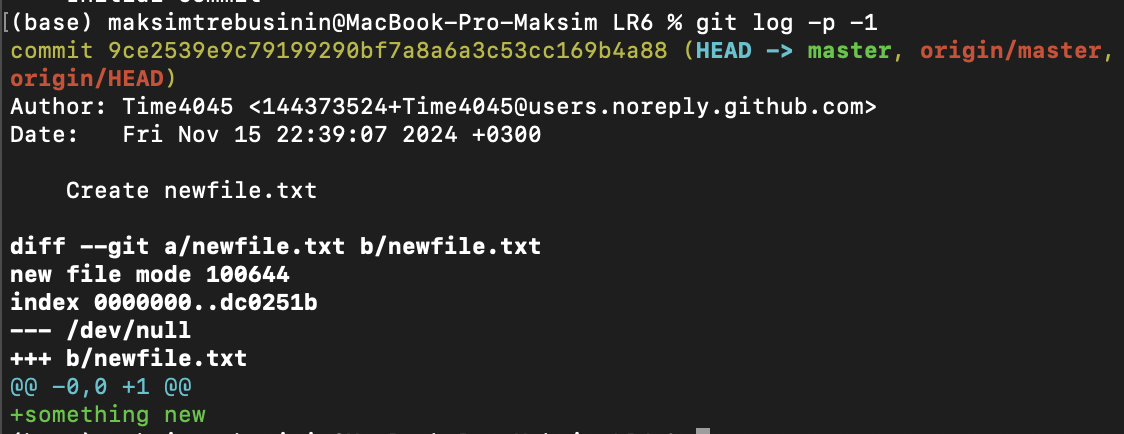 [(base) maksimtrebusinin@MacBook-Pro-Maksim LR6 % git log -p -1
commit 9ce2539e9c79199290bf7a8a6a3c53cc169b4a88 (HEAD -> master, origin/master,
origin/HEAD)
Author: Time4045 <144373524+Time4045@users.noreply.github.com>
Date:   Fri Nov 15 22:39:07 2024 +0300
    Create newfile.txt
diff --git a/newfile.txt b/newfile.txt
new file mode 100644
index 0000000..dc0251b
--- /dev/null
+++ b/newfile.txt
@@ -0,0 +1 @@
+something new